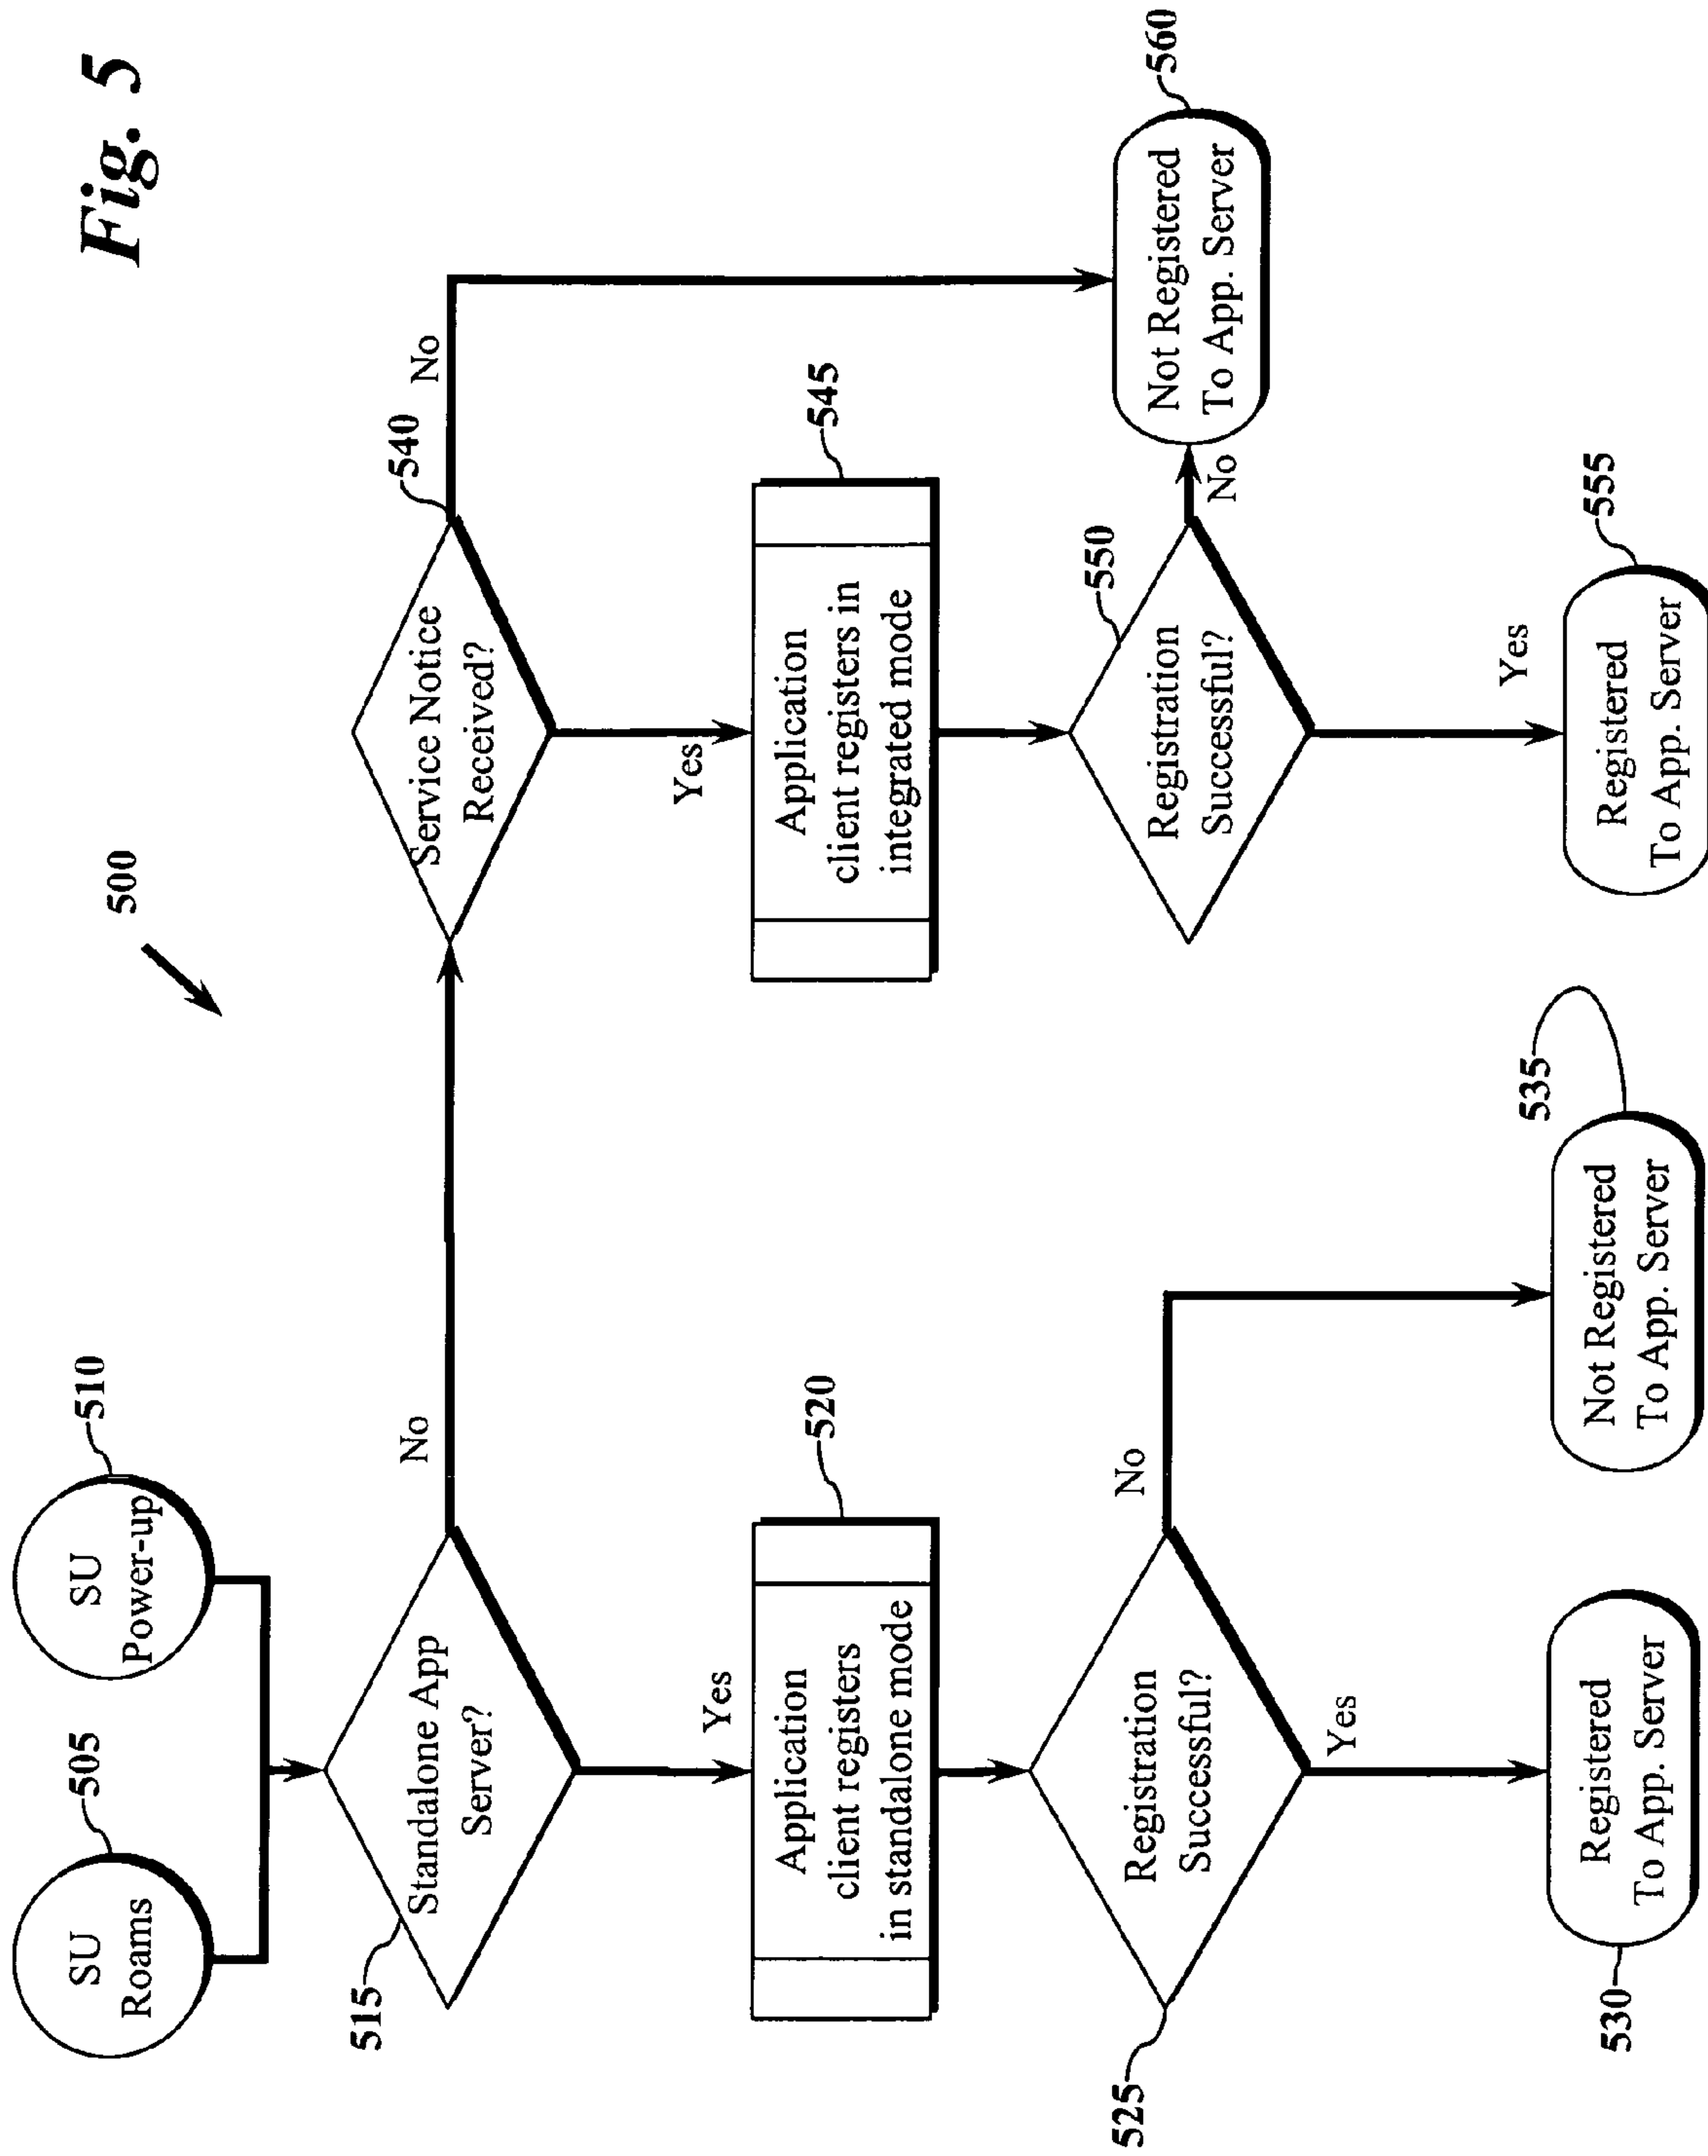 Fig. 5
500
SU
Roams
505
SU
Power-up
510
515
Standalone App
Server?
No
Yes
540
Service Notice
Received?
No
Yes
Application
client registers
in standalone mode
520
Application
client registers in
integrated mode
545
525
Registration
Successful?
No
Yes
550
Registration
Successful?
No
Yes
Not Registered
To App. Server
560
530
Registered
To App. Server
535
Not Registered
To App. Server
555
Registered
To App. Server